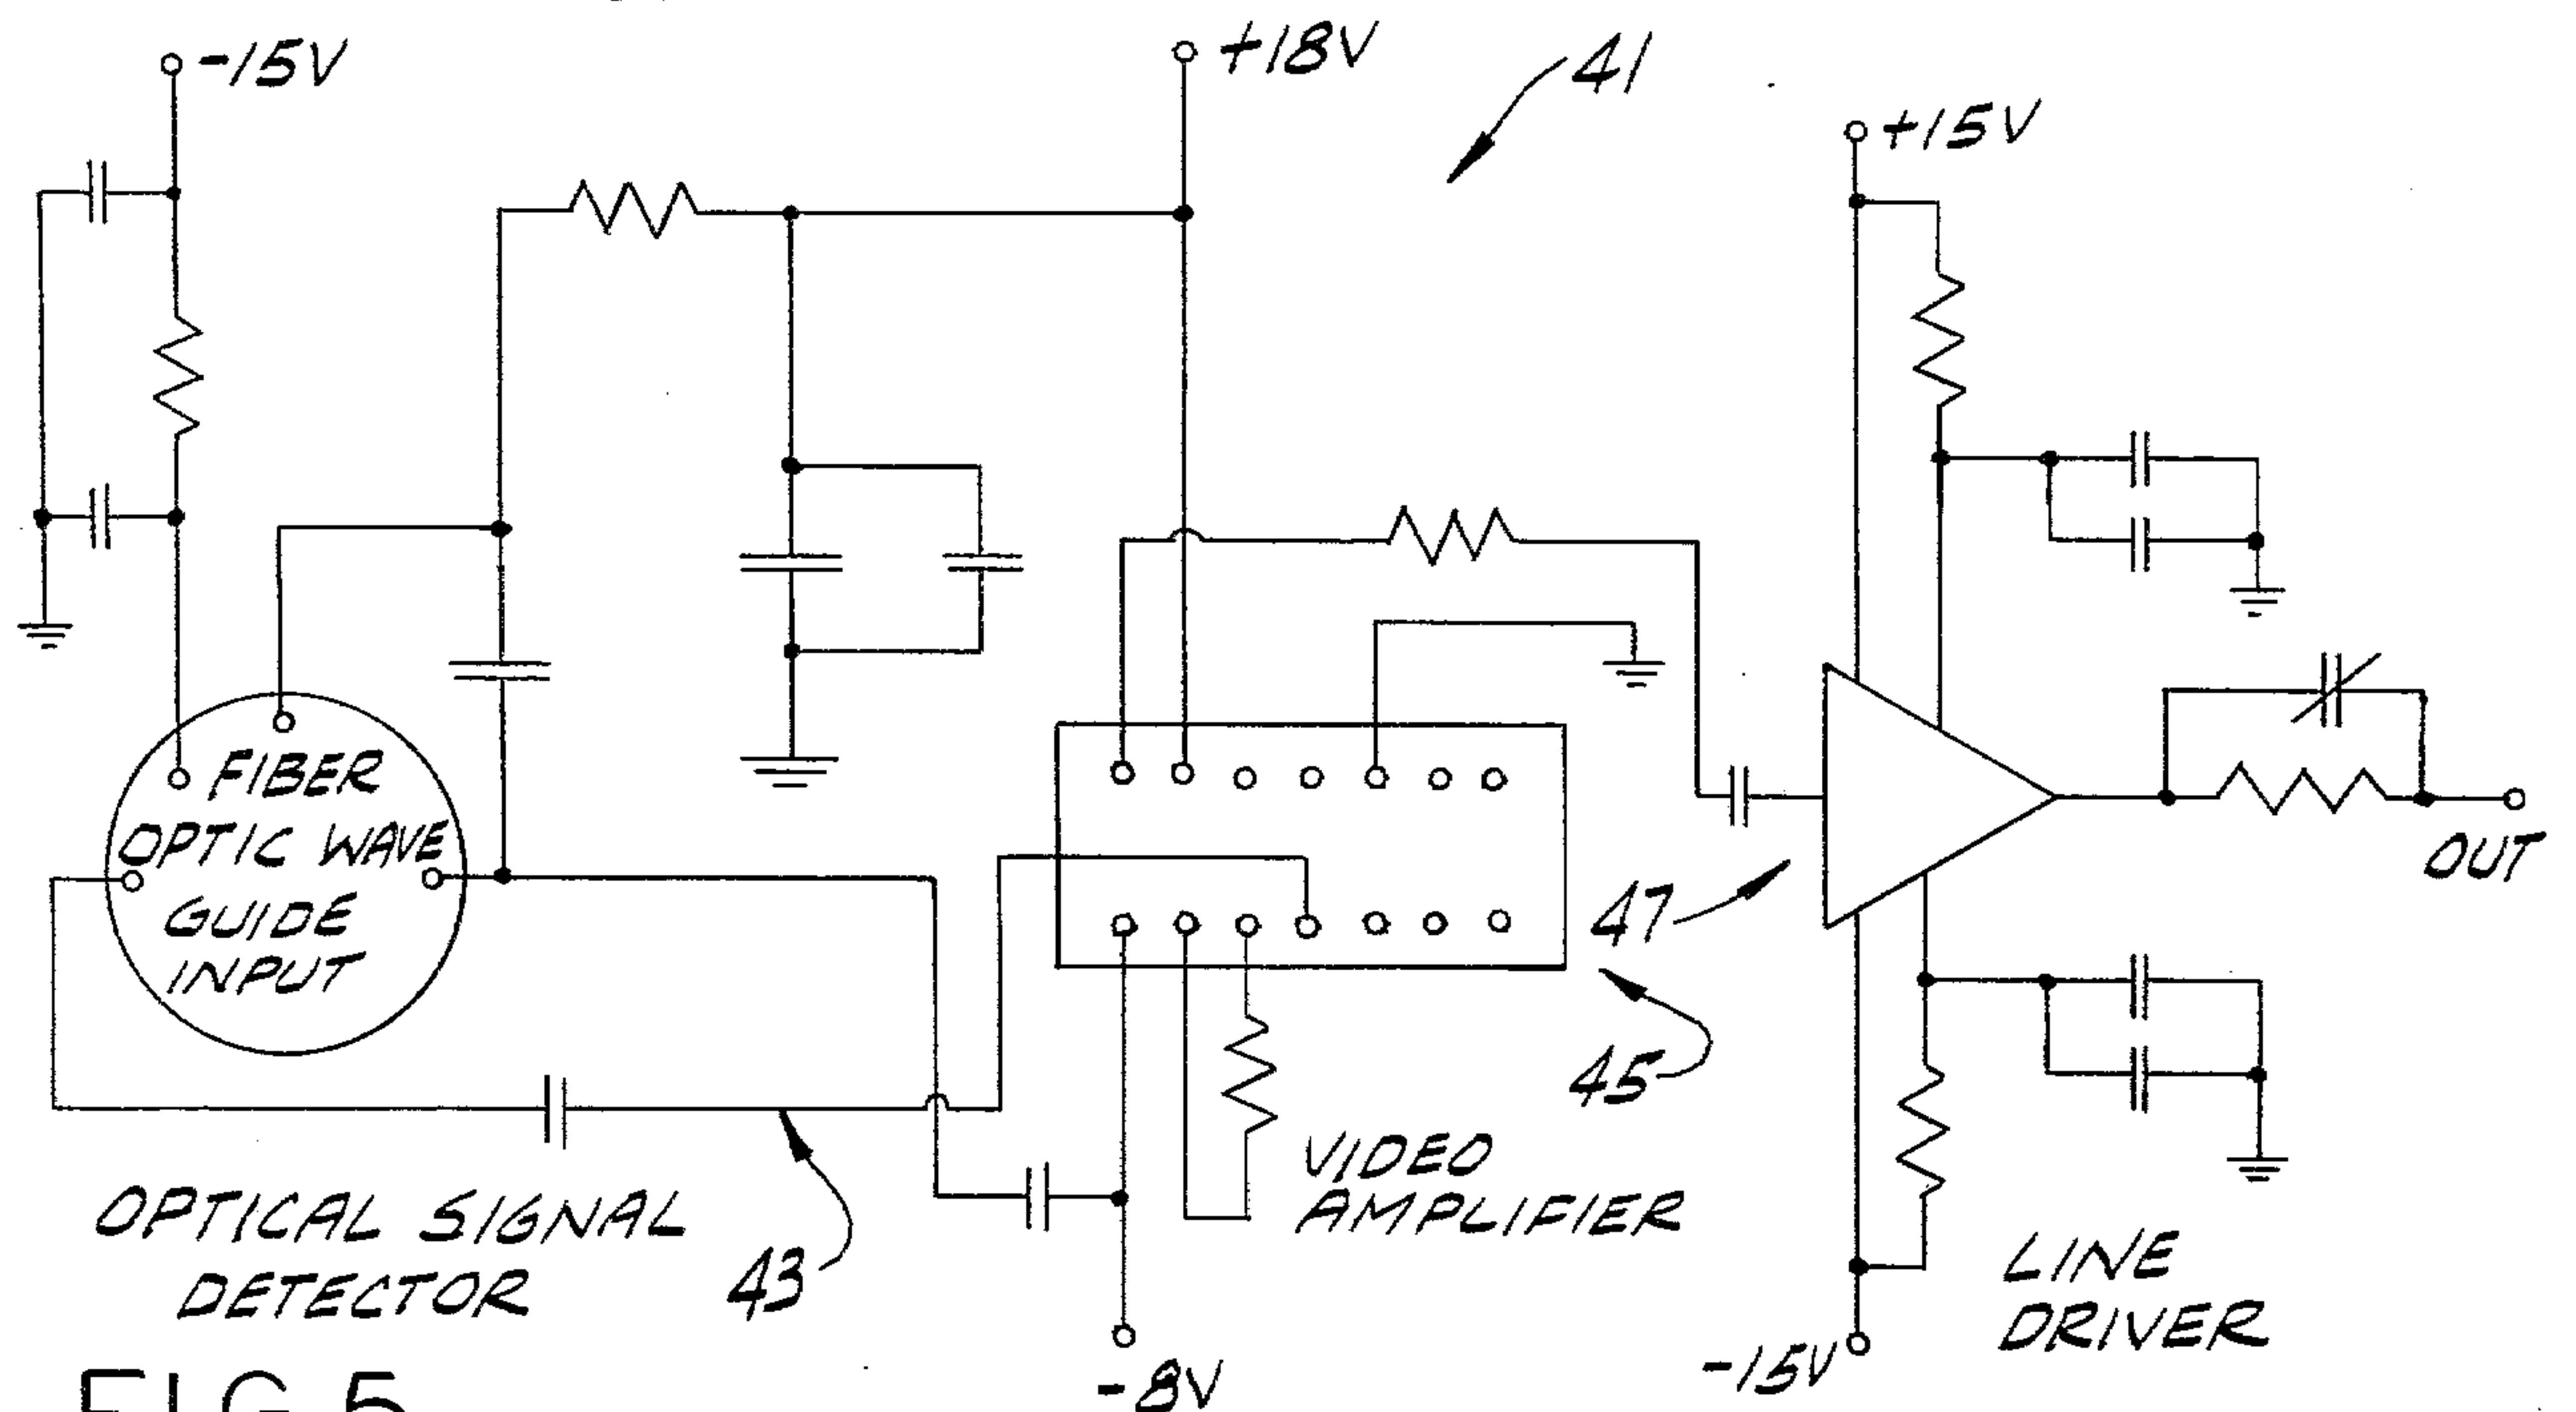 -15V
+18V
41
+15V
FIBER
OPTIC WAVE
GUIDE
INPUT
47
OUT
45
VIDEO
AMPLIFIER
OPTICAL SIGNAL
DETECTOR
43
LINE
DRIVER
-8V
-15V
FIG. 5